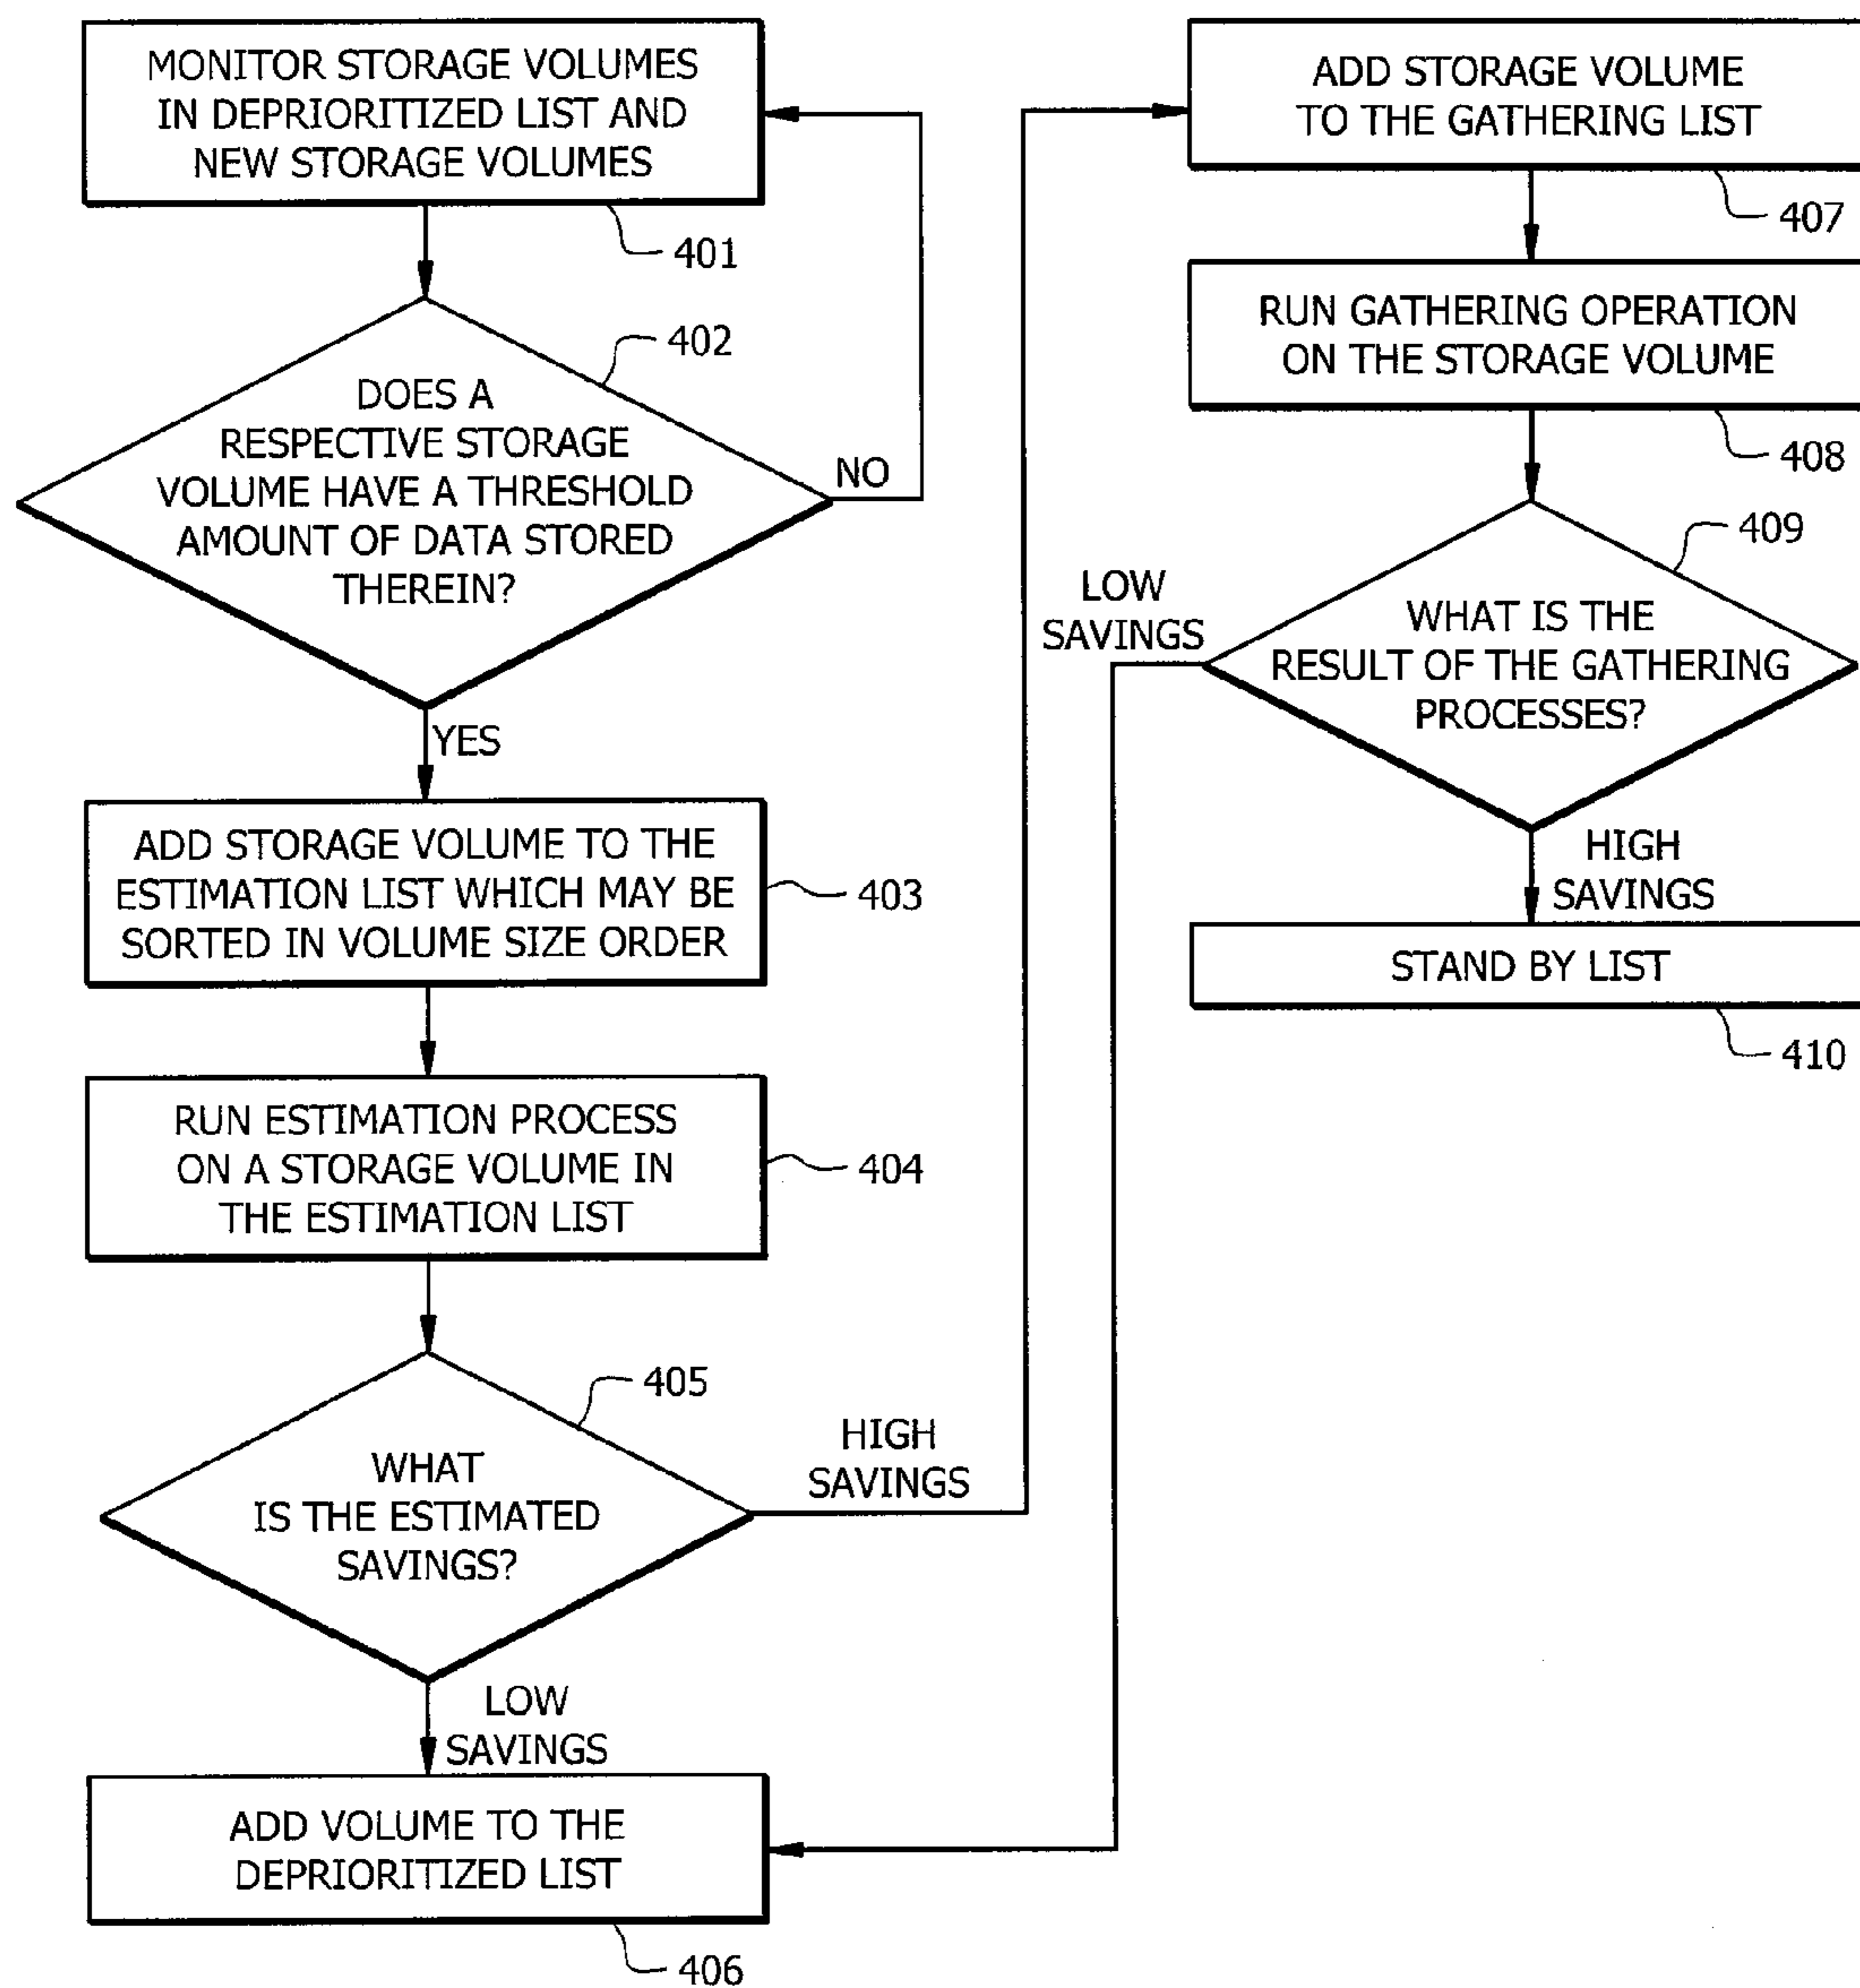 MONITOR STORAGE VOLUMES
IN DEPRIORITIZED LIST AND
NEW STORAGE VOLUMES
401
402
DOES A
RESPECTIVE STORAGE
VOLUME HAVE A THRESHOLD
AMOUNT OF DATA STORED
THEREIN?
NO
YES
ADD STORAGE VOLUME TO THE
ESTIMATION LIST WHICH MAY BE
SORTED IN VOLUME SIZE ORDER
403
RUN ESTIMATION PROCESS
ON A STORAGE VOLUME IN
THE ESTIMATION LIST
404
405
WHAT
IS THE ESTIMATED
SAVINGS?
HIGH
SAVINGS
LOW
SAVINGS
ADD VOLUME TO THE
DEPRIORITIZED LIST
406
ADD STORAGE VOLUME
TO THE GATHERING LIST
407
RUN GATHERING OPERATION
ON THE STORAGE VOLUME
408
409
WHAT IS THE
RESULT OF THE GATHERING
PROCESSES?
LOW
SAVINGS
HIGH
SAVINGS
STAND BY LIST
410